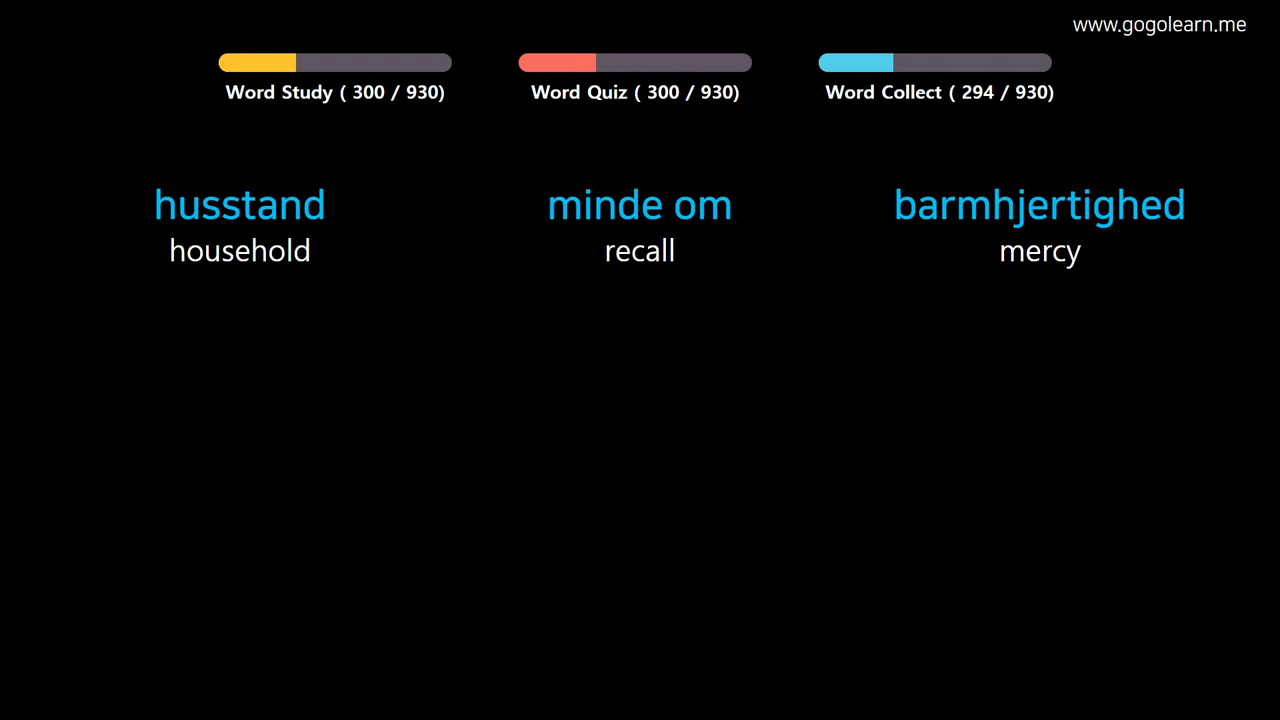 www.gogolearn.me
Word Study ( 300 / 930)
Word Quiz ( 300 / 930)
Word Collect ( 294 / 930)
husstand
household
minde om
recall
barmhjertighed
mercy